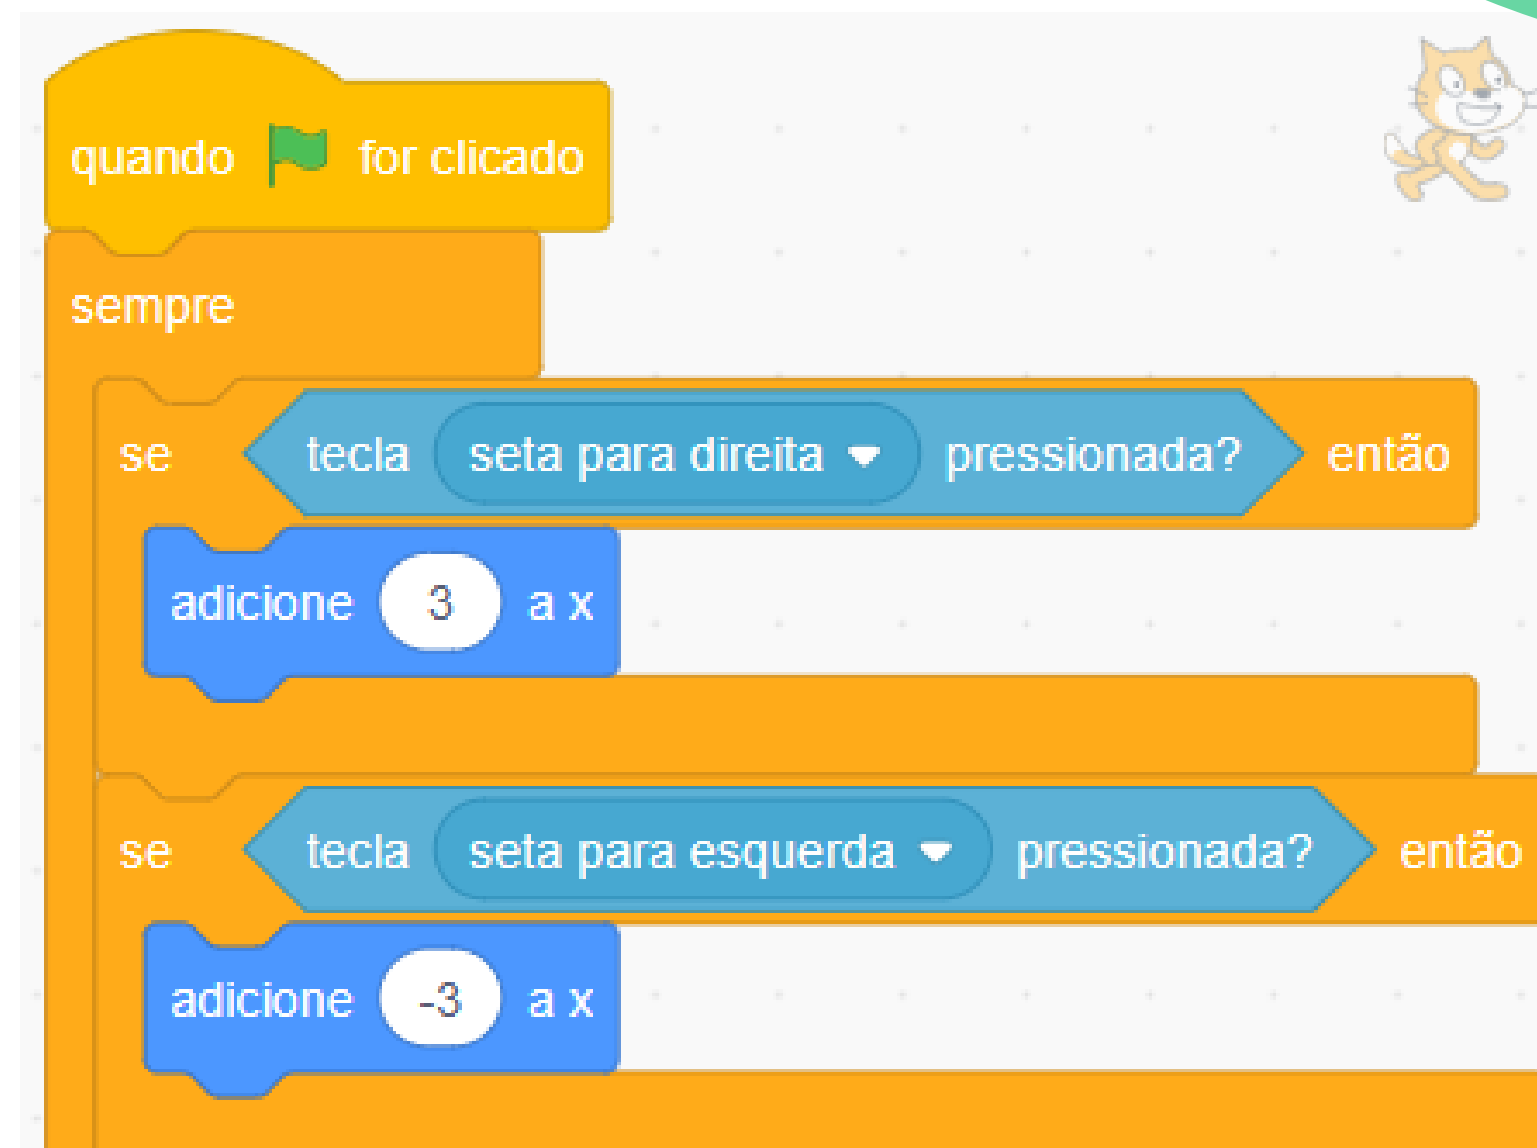 quando for clicado
sempre
se tecla seta para direita pressionada? então
adicione 3 a x
se tecla seta para esquerda pressionada? então
adicione -3 a x